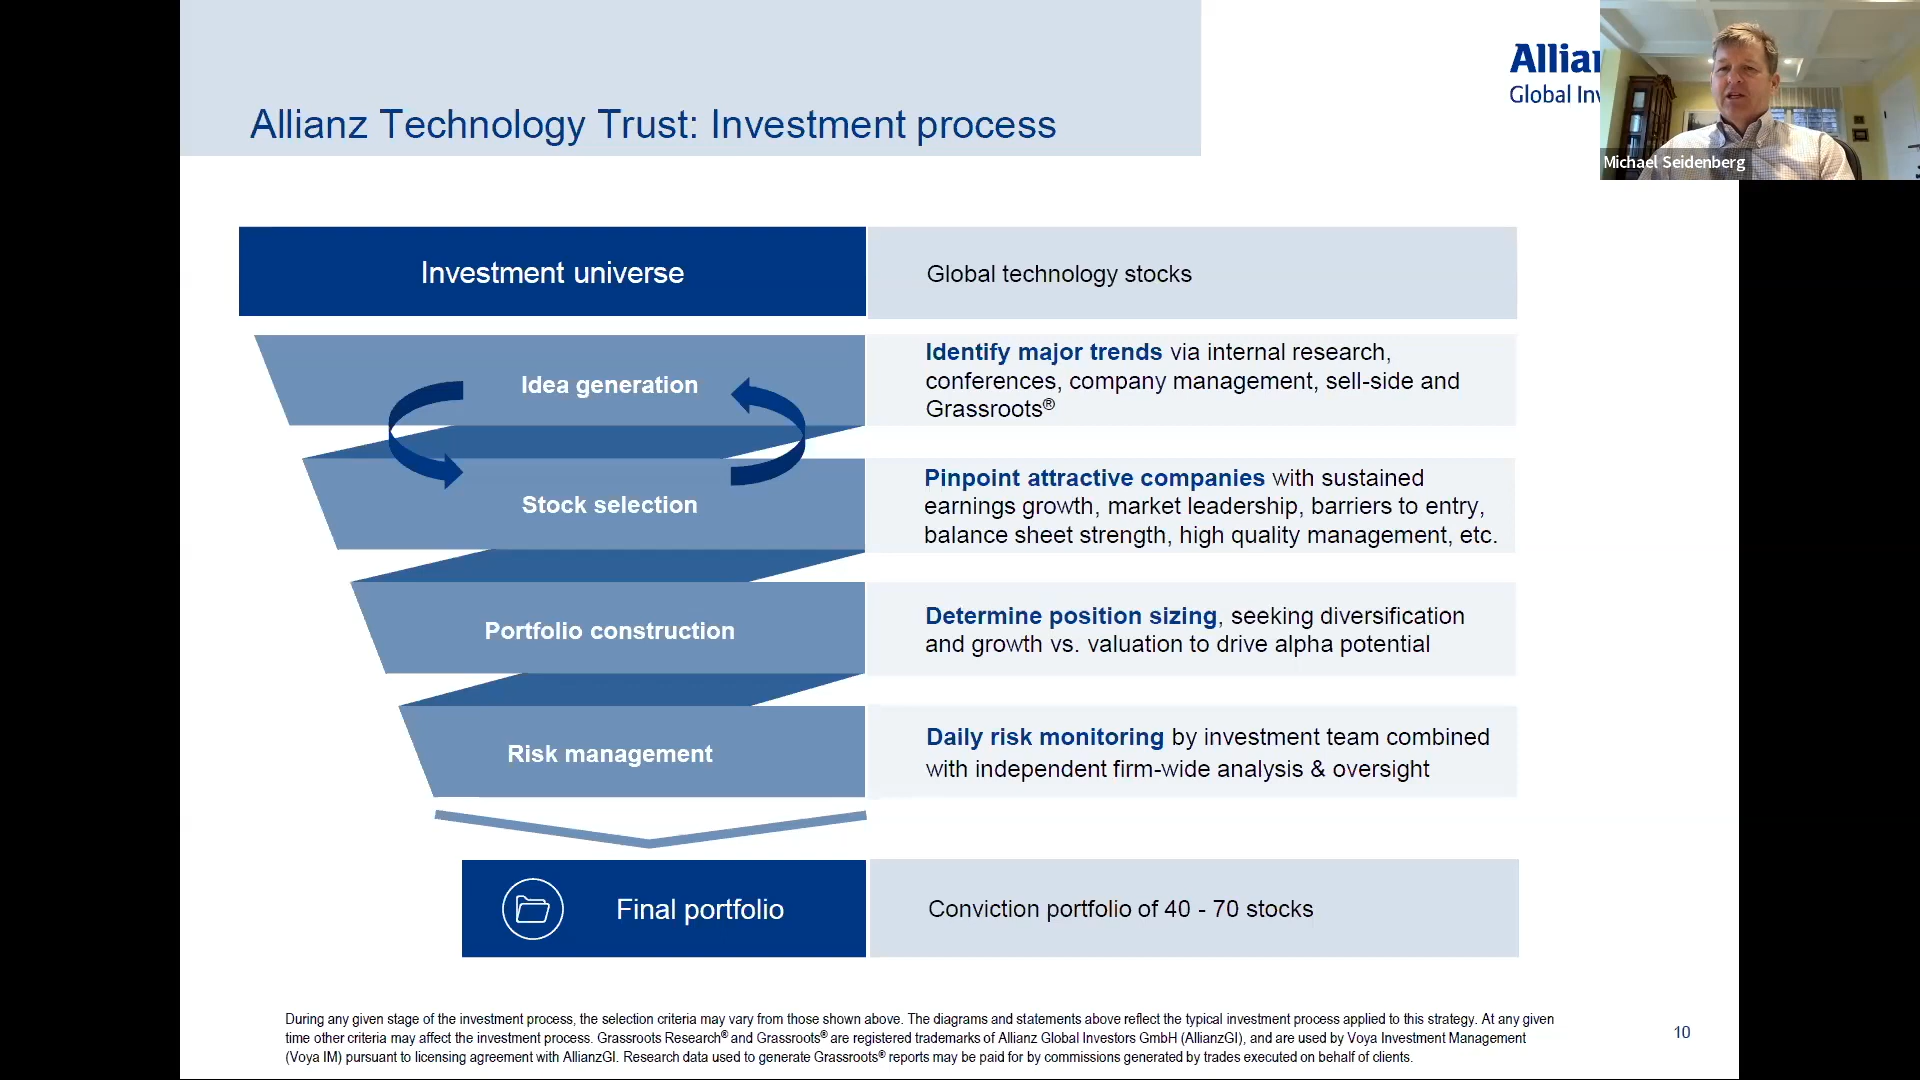 Allianz Technology Trust: Investment process
Global
Michael Seidenberg
Investment universe
Global technology stocks
Idea generation
Identify major trends via internal research,
conferences, company management, sell-side and
Grassroots®
Stock selection
Pinpoint attractive companies with sustained
earnings growth, market leadership, barriers to entry,
balance sheet strength, high quality management, etc.
Portfolio construction
Determine position sizing, seeking diversification
and growth vs. valuation to drive alpha potential
Risk management
Daily risk monitoring by investment team combined
with independent firm-wide analysis & oversight
Final portfolio
Conviction portfolio of 40 - 70 stocks
During any given stage of the investment process, the selection criteria may vary from those shown above. The diagrams and statements above reflect the typical investment process applied to this strategy. At any given
time other criteria may affect the investment process. Grassroots Research® and Grassroots® are registered trademarks of Allianz Global Investors GmbH (AllianzGI), and are used by Voya Investment Management
(Voya IM) pursuant to licensing agreement with AllianzGI. Research data used to generate Grassroots® reports may be paid for by commissions generated by trades executed on behalf of clients.
10